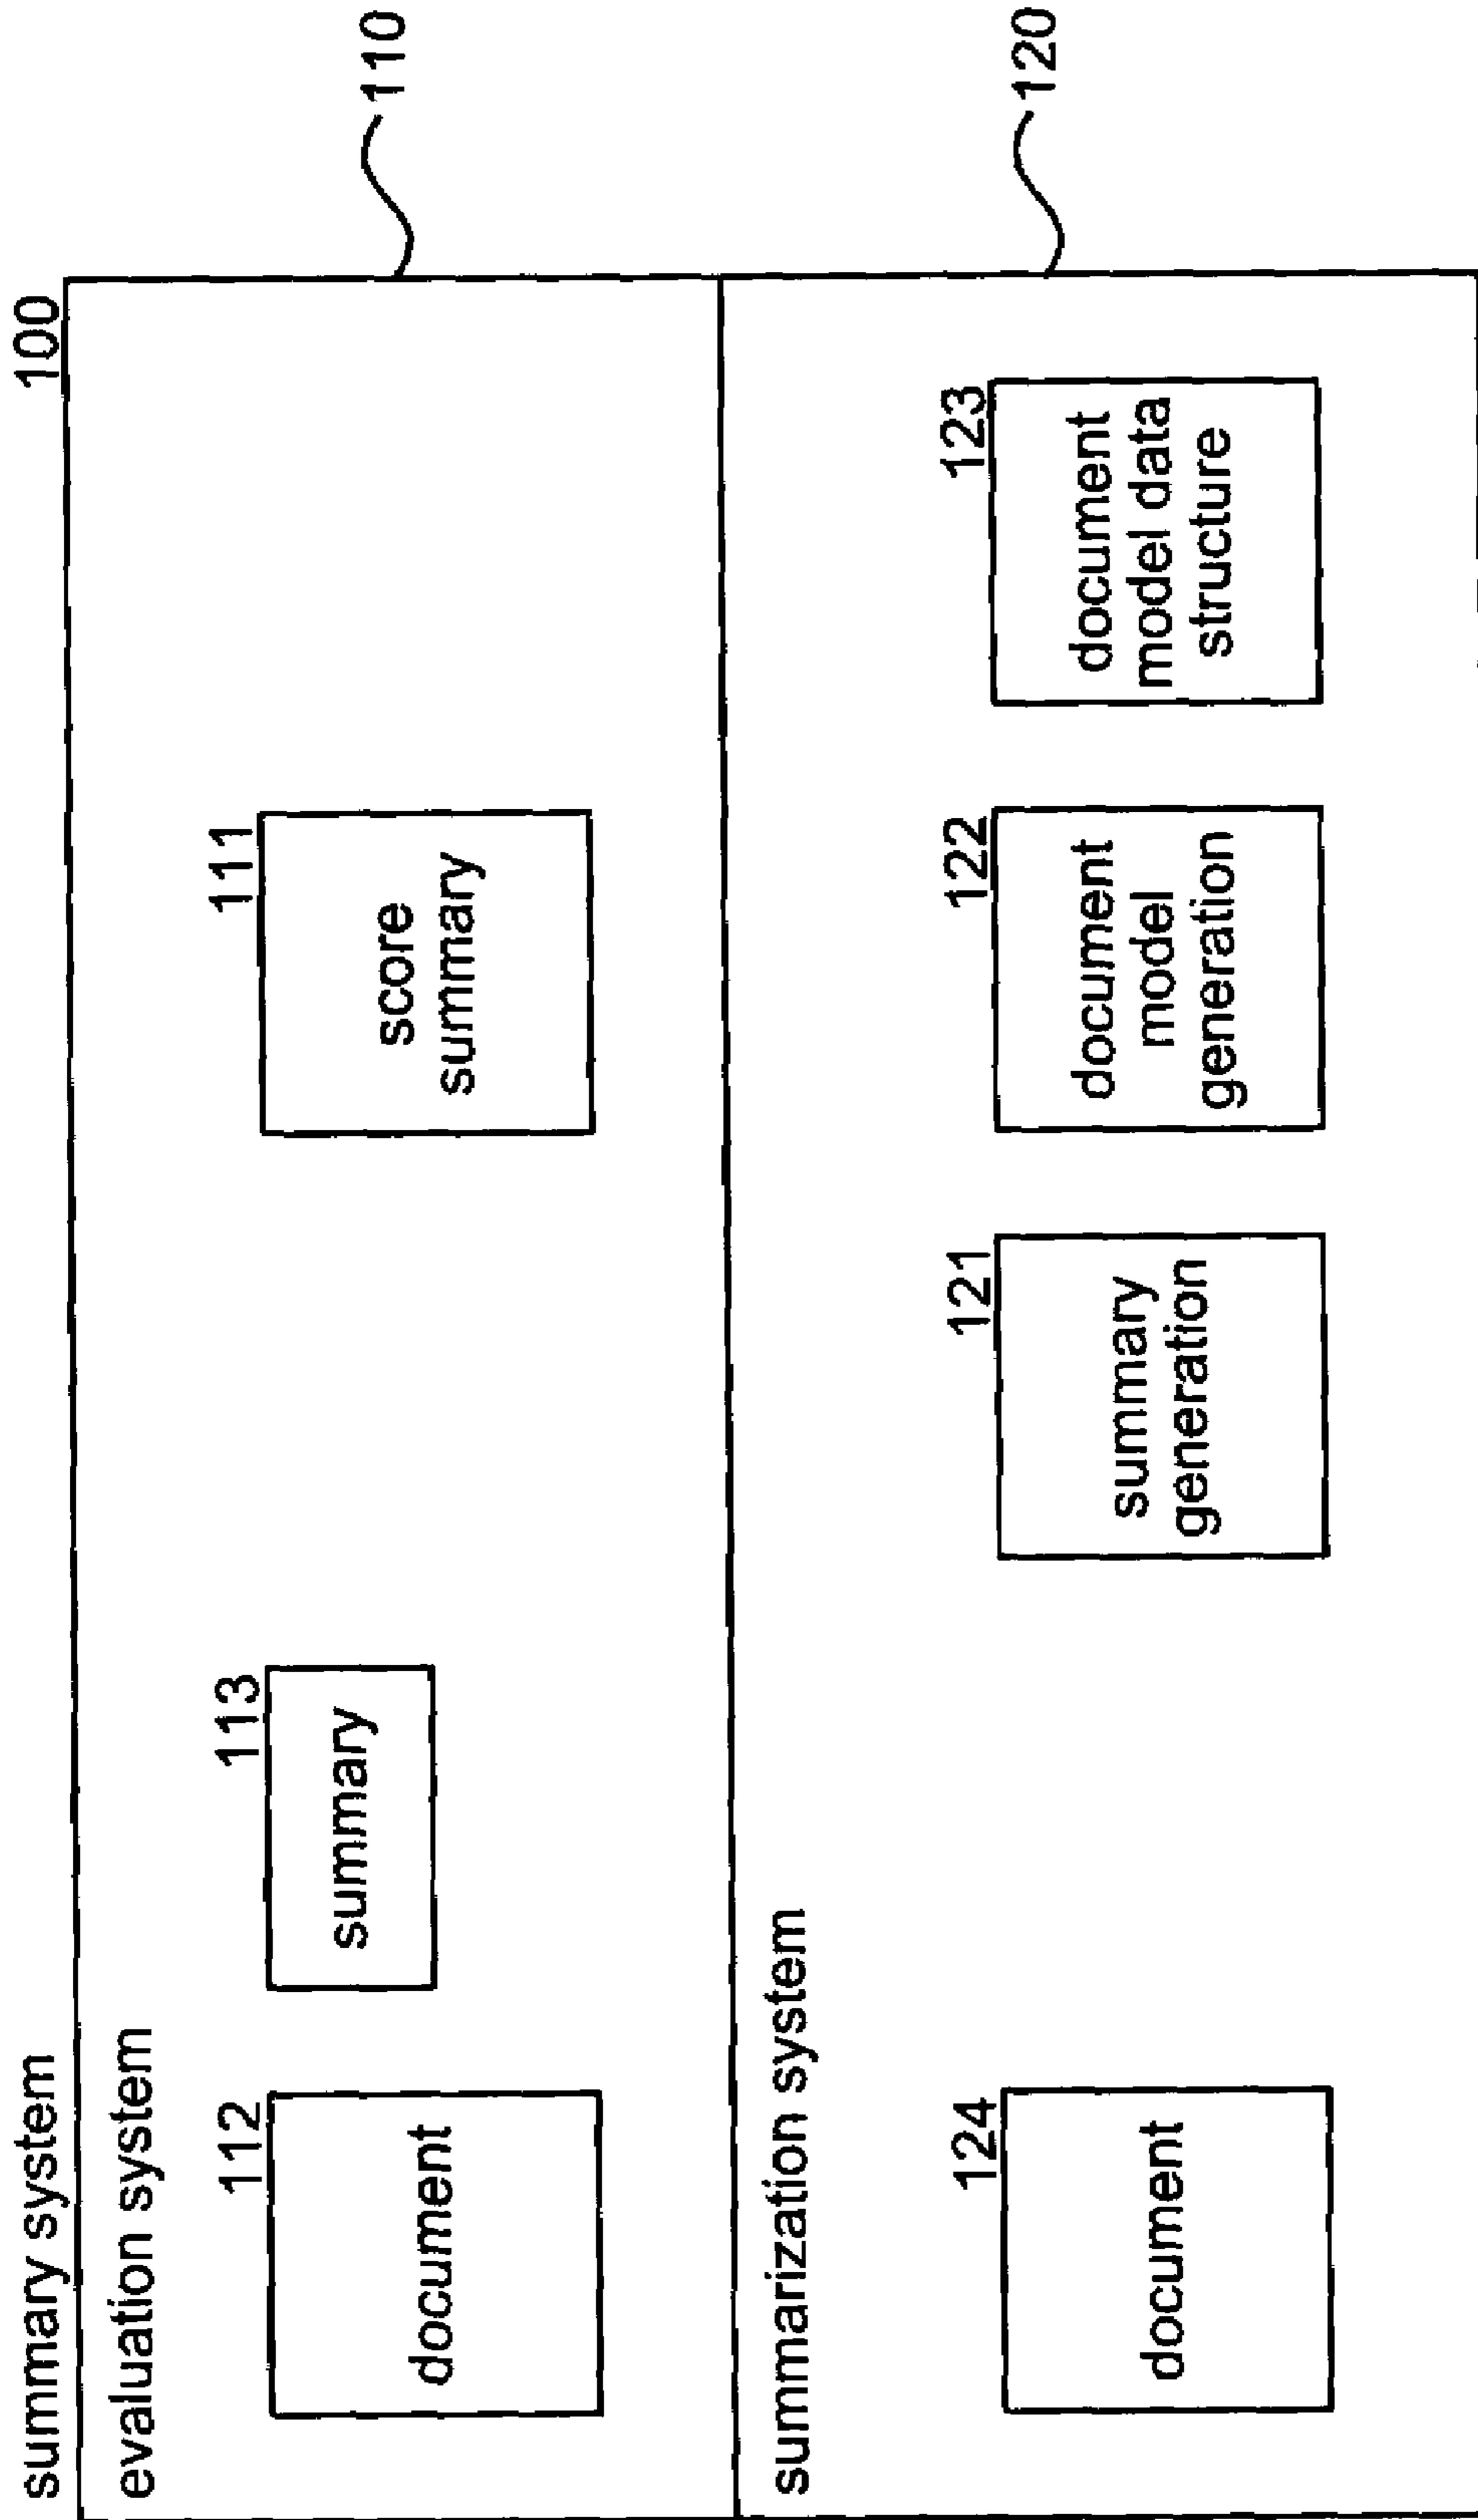 summary system
100
evaluation system
110
112
document
113
summary
111
score
summary
summarization system
120
124
document
121
summary
generation
122
document
model
generation
123
document
model data
structure